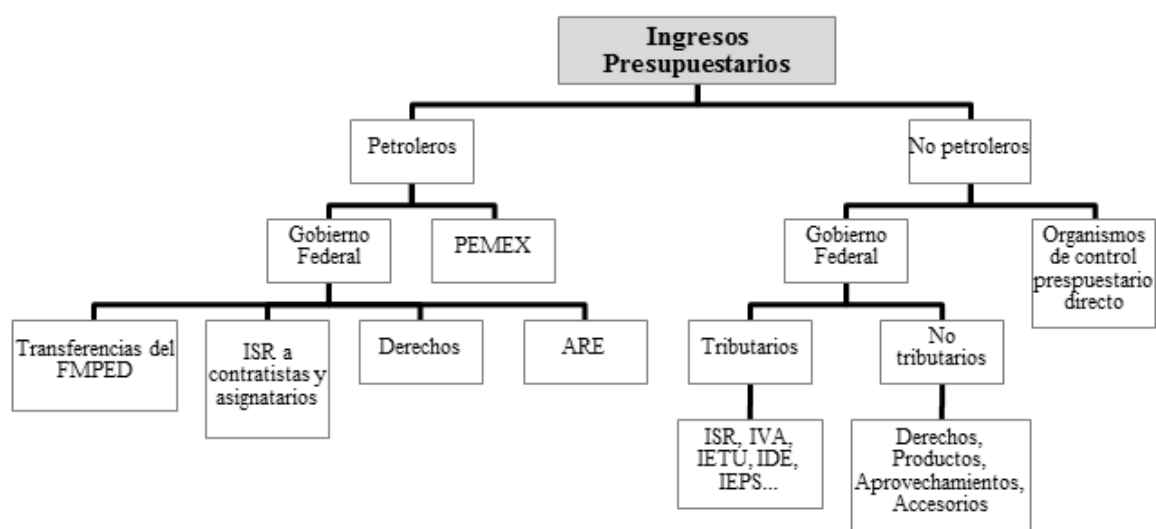 Ingresos
Presupuestarios
Petroleros
No petroleros
Gobierno
Federal
PEMEX
Gobierno
Federal
Organismos
de control
prespuestario
directo
Transferencias del
FMPED
ISR a
contratistas y
asignatarios
Derechos
ARE
Tributarios
No
tributarios
ISR, IVA,
IETU, IDE,
IEPS...
Derechos,
Productos,
Aprovechamientos,
Accesorios